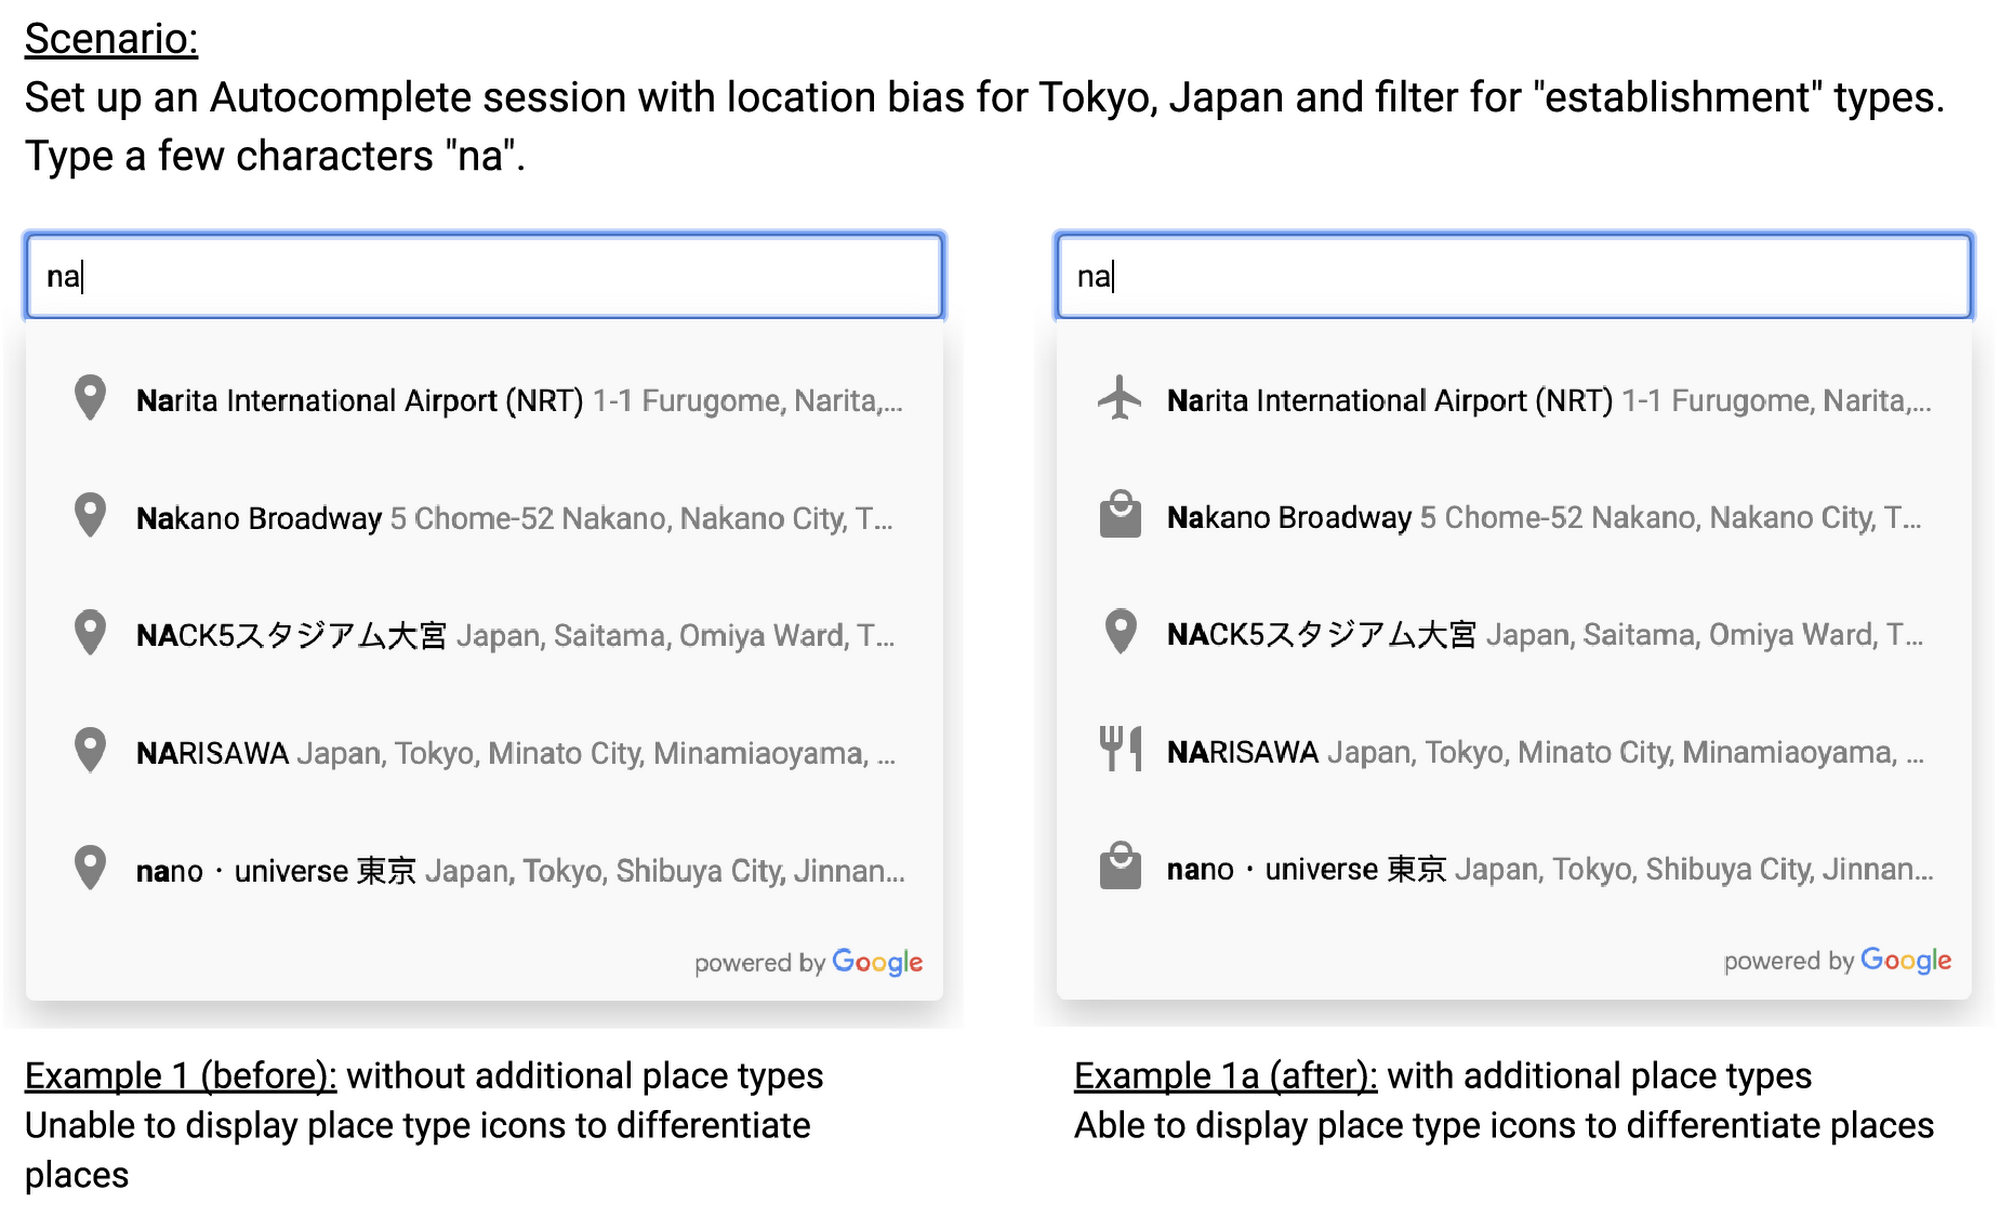 Scenario:
Set up an Autocomplete session with location bias for Tokyo, Japan and filter for "establishment" types.
Type a few characters "na".
na
Narita International Airport (NRT) 1-1 Furugome, Narita,...
Nakano Broadway 5 Chome-52 Nakano, Nakano City, T...
NACK5スタジアム大宮 Japan, Saitama, Omiya Ward, T...
NARISAWA Japan, Tokyo, Minato City, Minamiaoyama, ...
nano・universe 東京 Japan, Tokyo, Shibuya City, Jinnan...
powered by Google
Example 1 (before): without additional place types
Unable to display place type icons to differentiate
places
na
Narita International Airport (NRT) 1-1 Furugome, Narita,...
Nakano Broadway 5 Chome-52 Nakano, Nakano City, T...
NACK5スタジアム大宮 Japan, Saitama, Omiya Ward, T...
NARISAWA Japan, Tokyo, Minato City, Minamiaoyama, ...
nano・universe 東京 Japan, Tokyo, Shibuya City, Jinnan...
powered by Google
Example 1a (after): with additional place types
Able to display place type icons to differentiate places